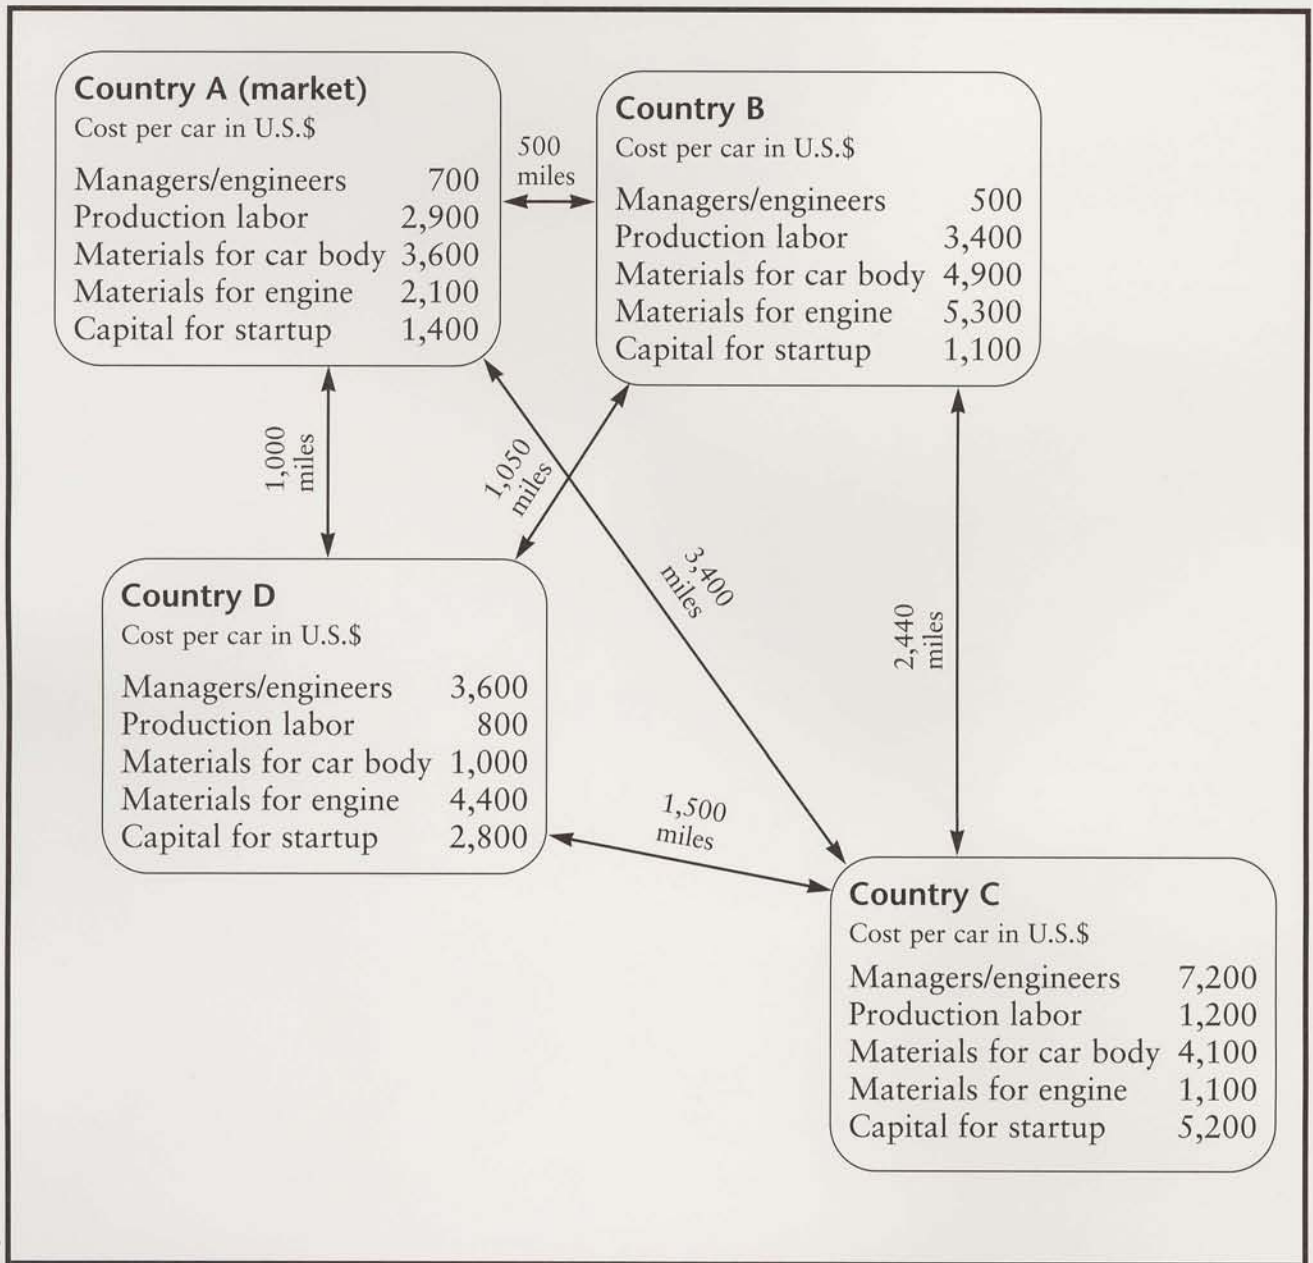 Country A (market)
Cost per car in U.S.$
Managers/engineers 700
Production labor 2,900
Materials for car body 3,600
Materials for engine 2,100
Capital for startup 1,400
500
miles
Country B
Cost per car in U.S.$
Managers/engineers 500
Production labor 3,400
Materials for car body 4,900
Materials for engine 5,300
Capital for startup 1,100
1,000
miles
1,050
miles
3,400
miles
2,440
miles
Country D
Cost per car in U.S.$
Managers/engineers 3,600
Production labor 800
Materials for car body 1,000
Materials for engine 4,400
Capital for startup 2,800
1,500
miles
Country C
Cost per car in U.S.$
Managers/engineers 7,200
Production labor 1,200
Materials for car body 4,100
Materials for engine 1,100
Capital for startup 5,200